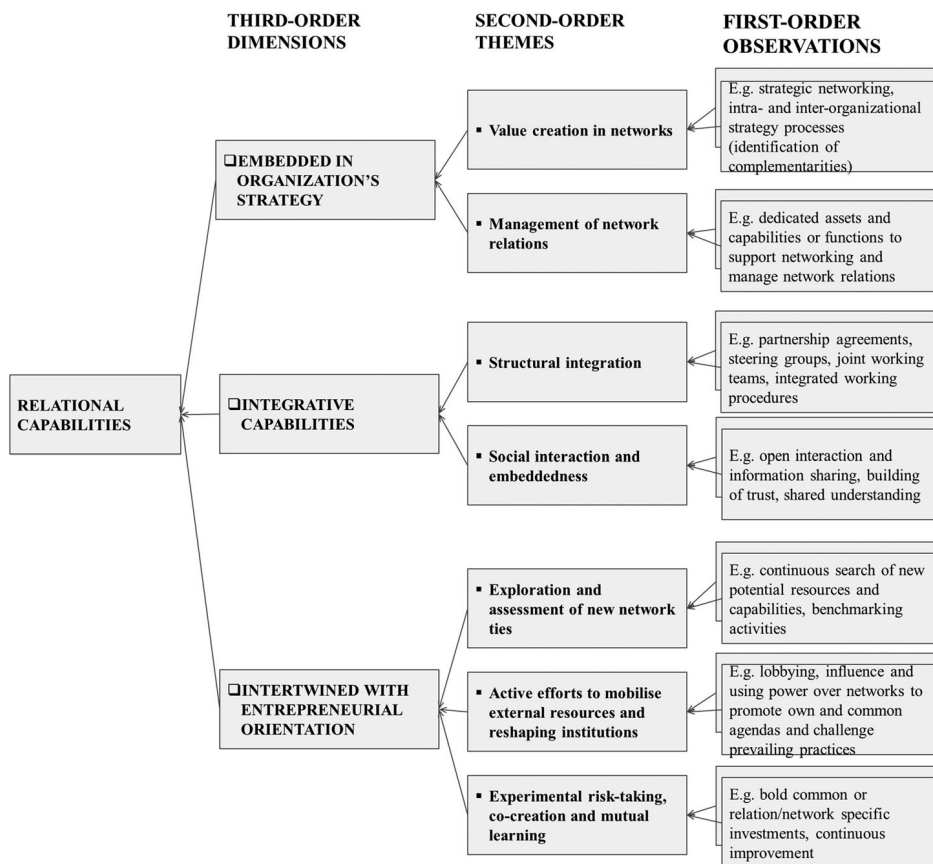 THIRD-ORDER
DIMENSIONS
SECOND-ORDER
THEMES
FIRST-ORDER
OBSERVATIONS
RELATIONAL
CAPABILITIES
❑EMBEDDED IN
ORGANIZATION'S
STRATEGY
▪ Value creation in networks
E.g. strategic networking,
intra- and inter-organizational
strategy processes
(identification of
complementarities)
▪ Management of network
relations
E.g. dedicated assets and
capabilities or functions to
support networking and
manage network relations
❑INTEGRATIVE
CAPABILITIES
▪ Structural integration
E.g. partnership agreements,
steering groups, joint working
teams, integrated working
procedures
▪ Social interaction and
embeddedness
E.g. open interaction and
information sharing, building
of trust, shared understanding
❑INTERTWINED WITH
ENTREPRENEURIAL
ORIENTATION
▪ Exploration and
assessment of new network
ties
E.g. continuous search of new
potential resources and
capabilities, benchmarking
activities
▪ Active efforts to mobilise
external resources and
reshaping institutions
E.g. lobbying, influence and
using power over networks to
promote own and common
agendas and challenge
prevailing practices
▪ Experimental risk-taking,
co-creation and mutual
learning
E.g. bold common or
relation/network specific
investments, continuous
improvement